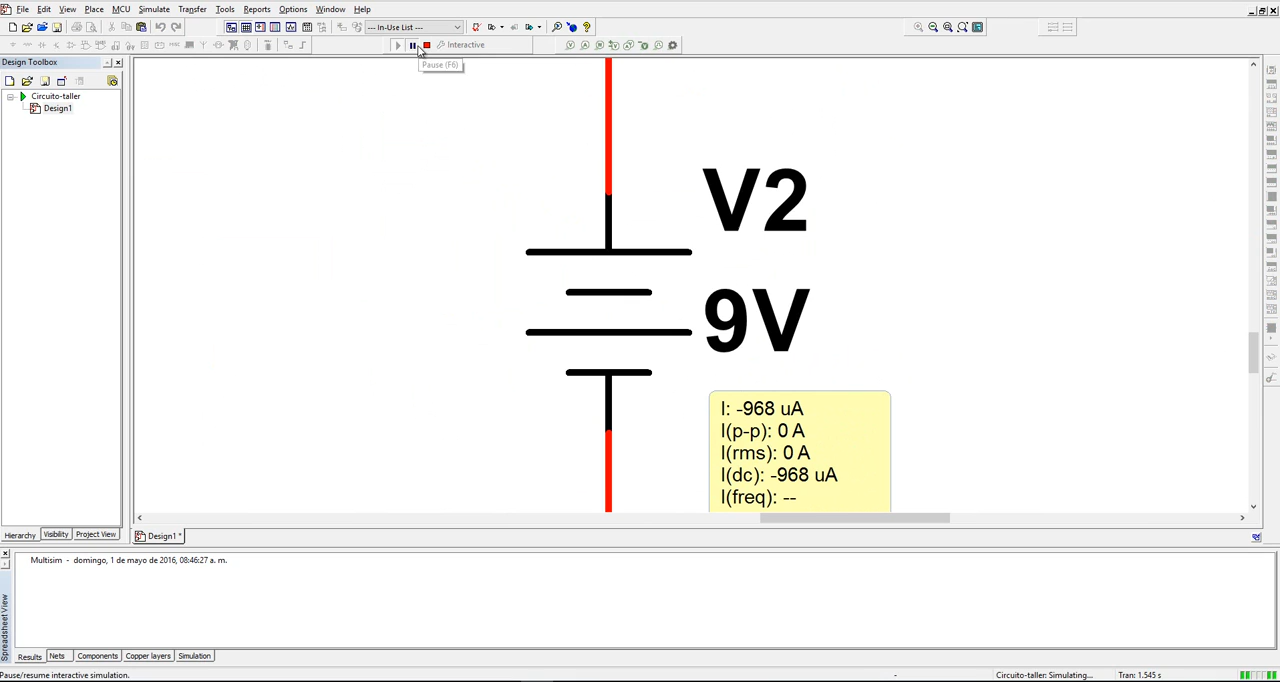 File Edit View Place MCU Simulate Transfer Tools Reports Options Window Help
--- In-Use List ---
Interactive
Pause (F6)
Design Toolbox
Circuito-taller
Design1
V2
9V
I: -968 uA
I(p-p): 0 A
I(rms): 0 A
I(dc): -968 uA
I(freq): --
Hierarchy Visibility Project View
Design1 *
Multisim - domingo, 1 de mayo de 2016, 08:46:27 a. m.
Spreadsheet View
Results Nets Components Copper layers Simulation
Pause/resume interactive simulation.
-
Circuito-taller: Simulating...
Tran: 1.545 s